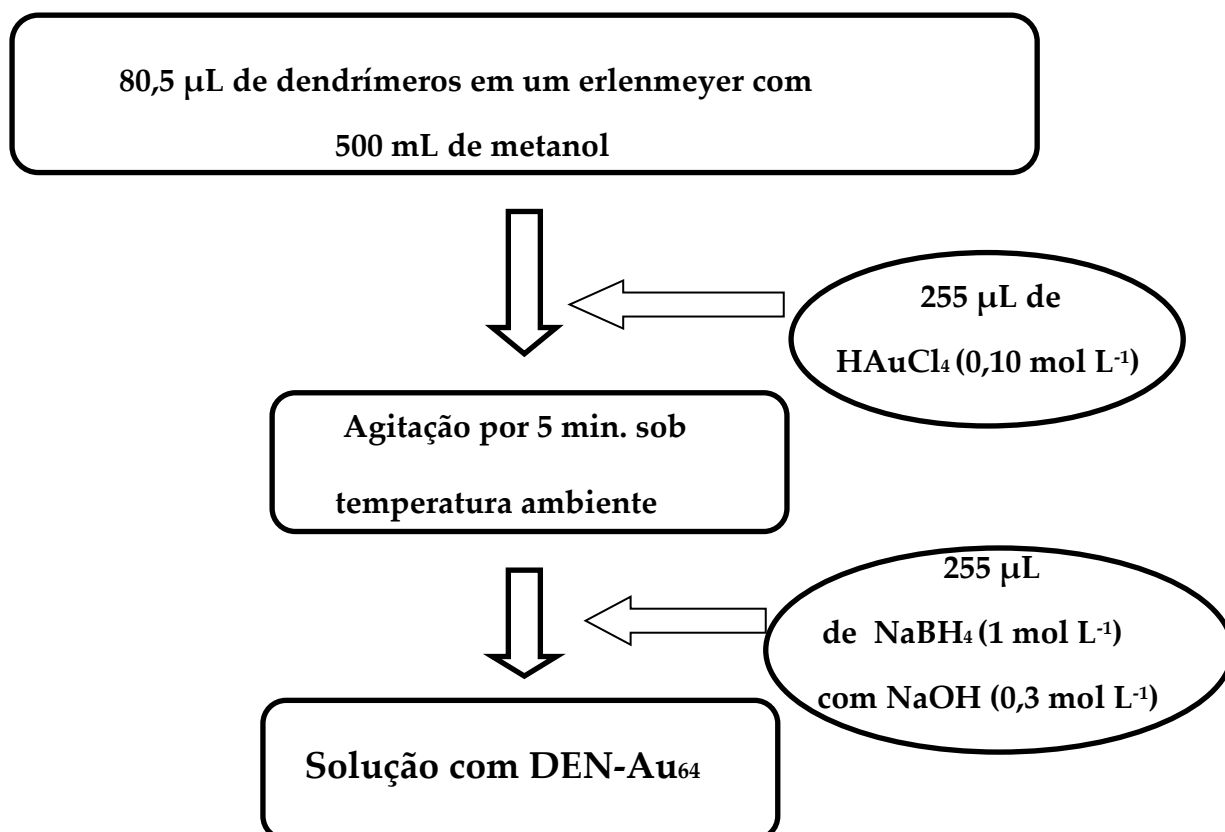 80,5 µL de dendrímeros em um erlenmeyer com
500 mL de metanol
255 µL de
HAuCl₄ (0,10 mol L⁻¹)
Agitação por 5 min. sob
temperatura ambiente
255 µL
de NaBH₄ (1 mol L⁻¹)
com NaOH (0,3 mol L⁻¹)
Solução com DEN-Au₆₄